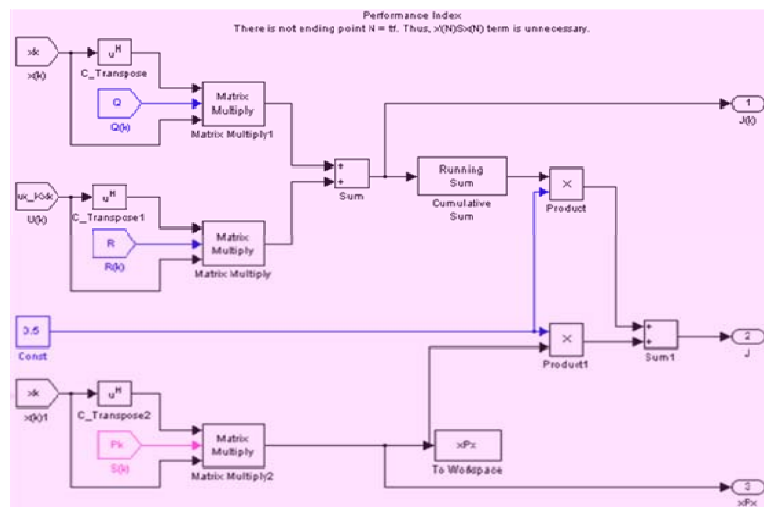 Performance Index
There is not ending point N = tf. Thus, x'(N)Sx(N) term is unnecessary.
xk
x(k)
u^H
C_Transpose
Q
Q(k)
Matrix
Multiply
Matrix Multiply1
U(k)
u^H
C_Transpose1
R
R(k)
Matrix
Multiply
Matrix Multiply
+
+
Sum
Running
Sum
Cumulative
Sum
×
Product
1
J(k)
0.5
Const
×
Product1
+
+
Sum1
2
J
xk
x(k)1
u^H
C_Transpose2
Pk
S(k)
Matrix
Multiply
Matrix Multiply2
xPx
To Workspace
3
xPx